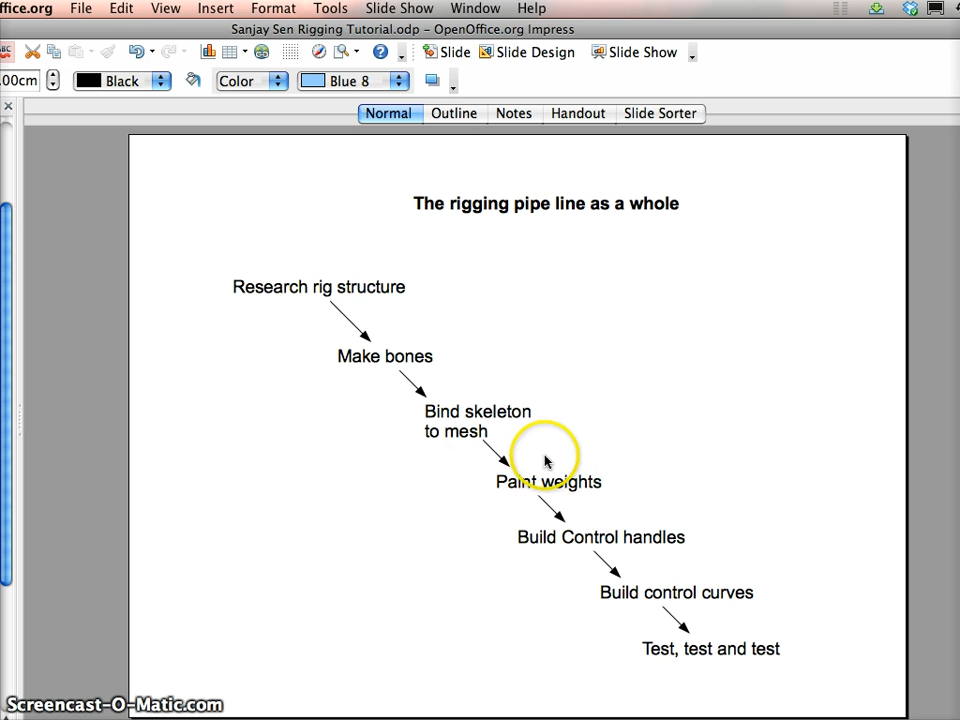 ffice.org File Edit View Insert Format Tools Slide Show Window Help
Sanjay Sen Rigging Tutorial.odp - OpenOffice.org Impress
ABC Slide Slide Design Slide Show
.00cm Black Color Blue 8
Normal Outline Notes Handout Slide Sorter
The rigging pipe line as a whole
Research rig structure
Make bones
Bind skeleton
to mesh
Paint weights
Build Control handles
Build control curves
Test, test and test
Screencast-O-Matic.com